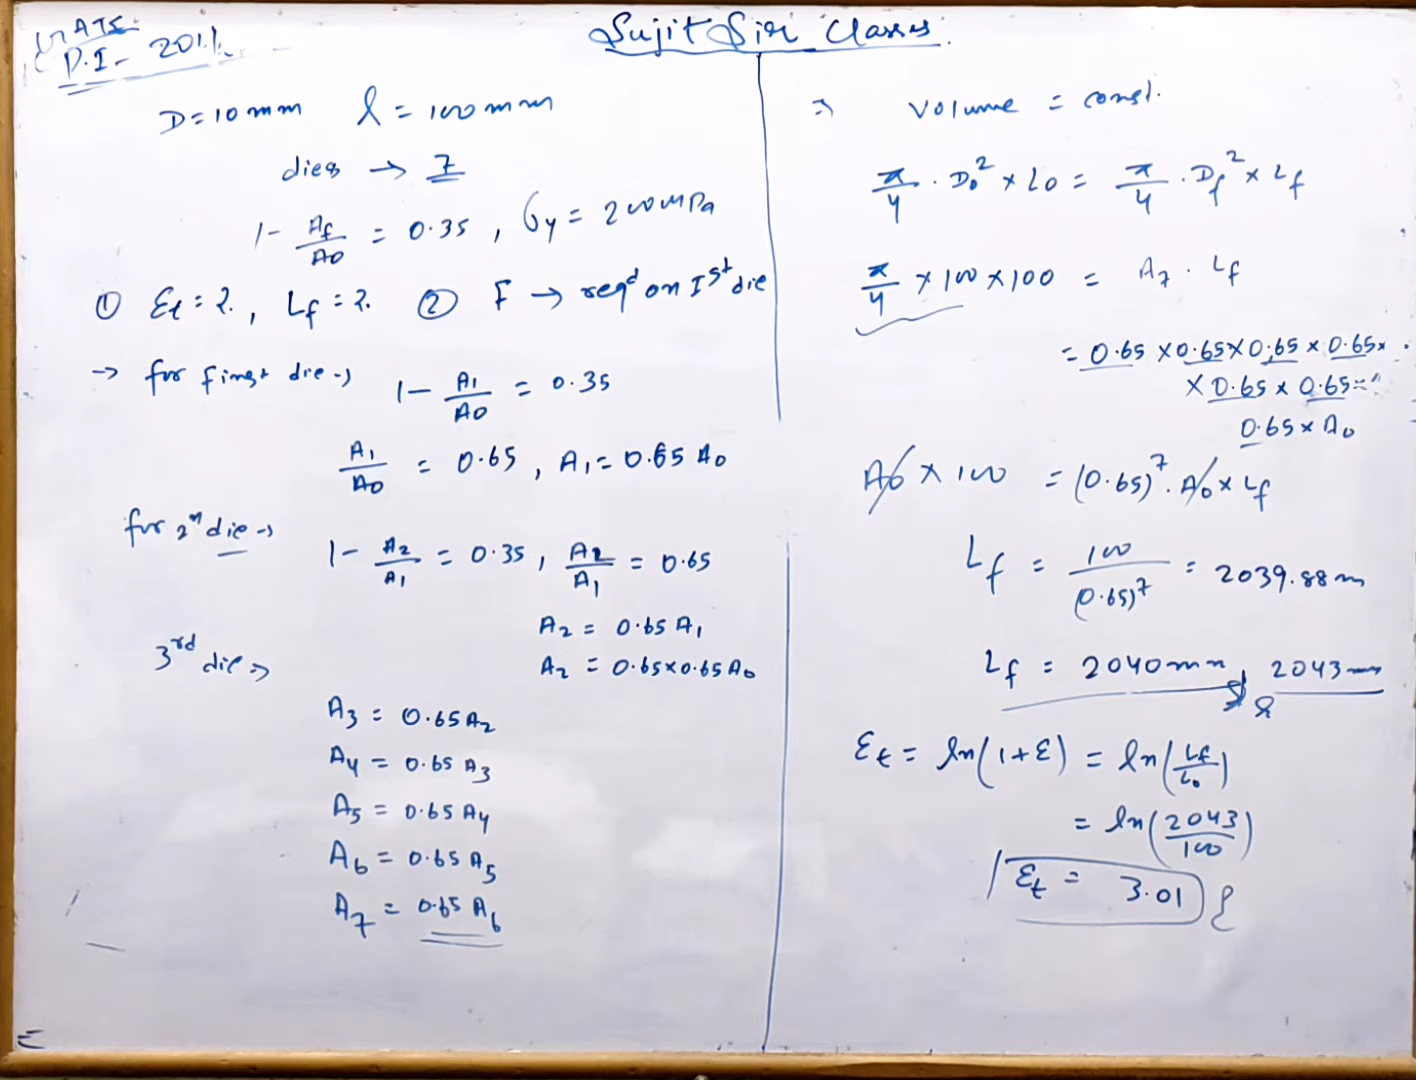 GATE
P.I - 2011.
Sujit Sir Classes.
D = 10 mm l = 100 mm
dies → 7
1 - Af/A0 = 0.35 , σy = 200 MPa
① Et = ?. , Lf = ?. ② F → reqd on Ist die
→ for first die →) 1 - A1/A0 = 0.35
A1/A0 = 0.65 , A1 = 0.65 A0
for 2n die →
1 - A2/A1 = 0.35 , A2/A1 = 0.65
A2 = 0.65 A1
A2 = 0.65 x 0.65 A0
3rd die →
A3 = 0.65 A2
A4 = 0.65 A3
A5 = 0.65 A4
A6 = 0.65 A5
A7 = 0.65 A6
⇒ Volume = const.
π/4 . D0² x L0 = π/4 . Df² x Lf
π/4 x 100 x 100 = A7 . Lf
= 0.65 x 0.65 x 0.65 x 0.65 x
x 0.65 x 0.65 x
0.65 x A0
A0 x 100 = (0.65)⁷ . A0 x Lf
Lf = 100/(0.65)⁷ = 2039.88 m
Lf = 2040 mm, 2043 mm
Et = ln(1+E) = ln(Lf/L0)
= ln(2043/100)
Et = 3.01